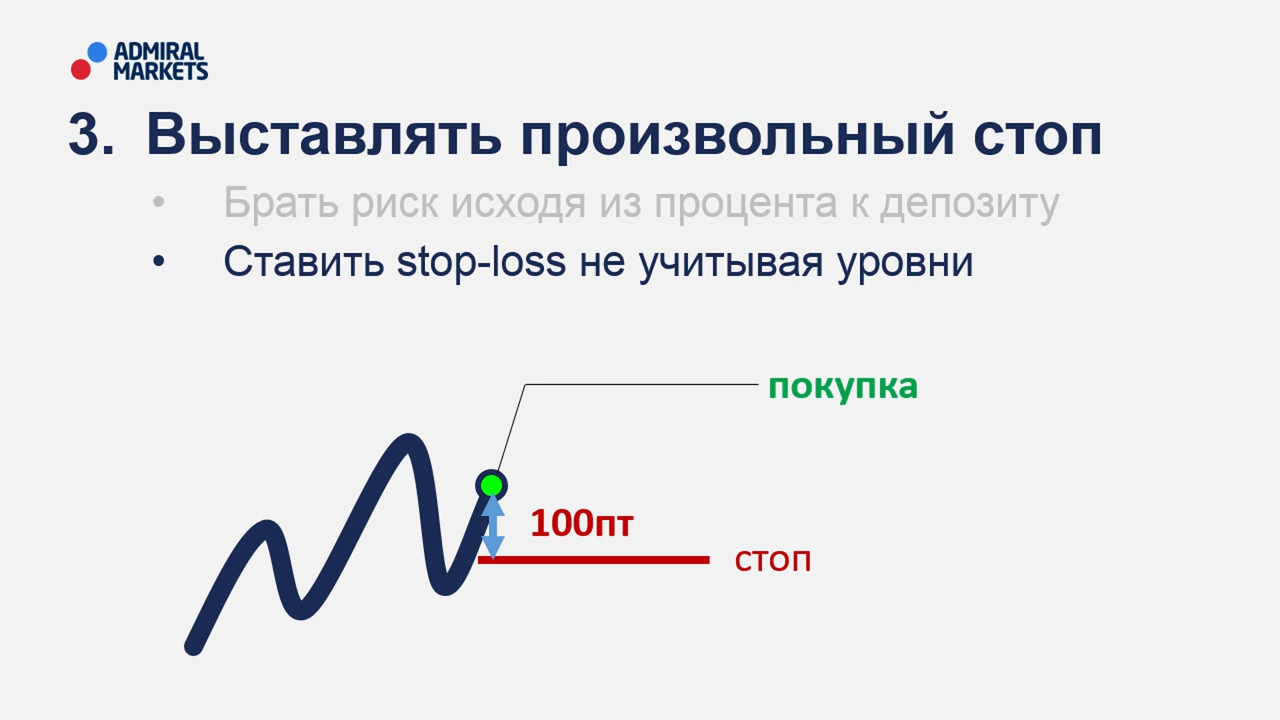 ADMIRAL
MARKETS
3. Выставлять произвольный стоп
• Брать риск исходя из процента к депозиту
• Ставить stop-loss не учитывая уровни
покупка
100пт
стоп